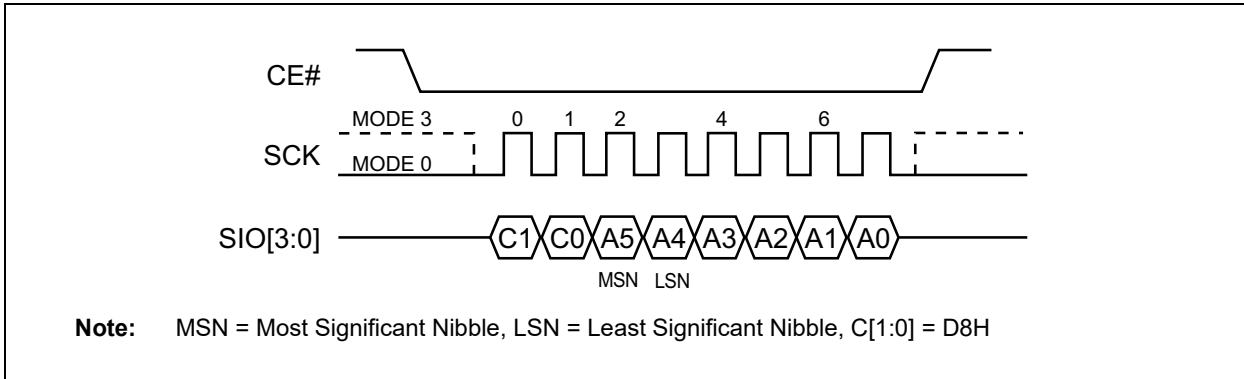 CE#
MODE 3 0 1 2 4 6
SCK
MODE 0
SIO[3:0] C1 C0 A5 A4 A3 A2 A1 A0
MSN LSN
Note: MSN = Most Significant Nibble, LSN = Least Significant Nibble, C[1:0] = D8H